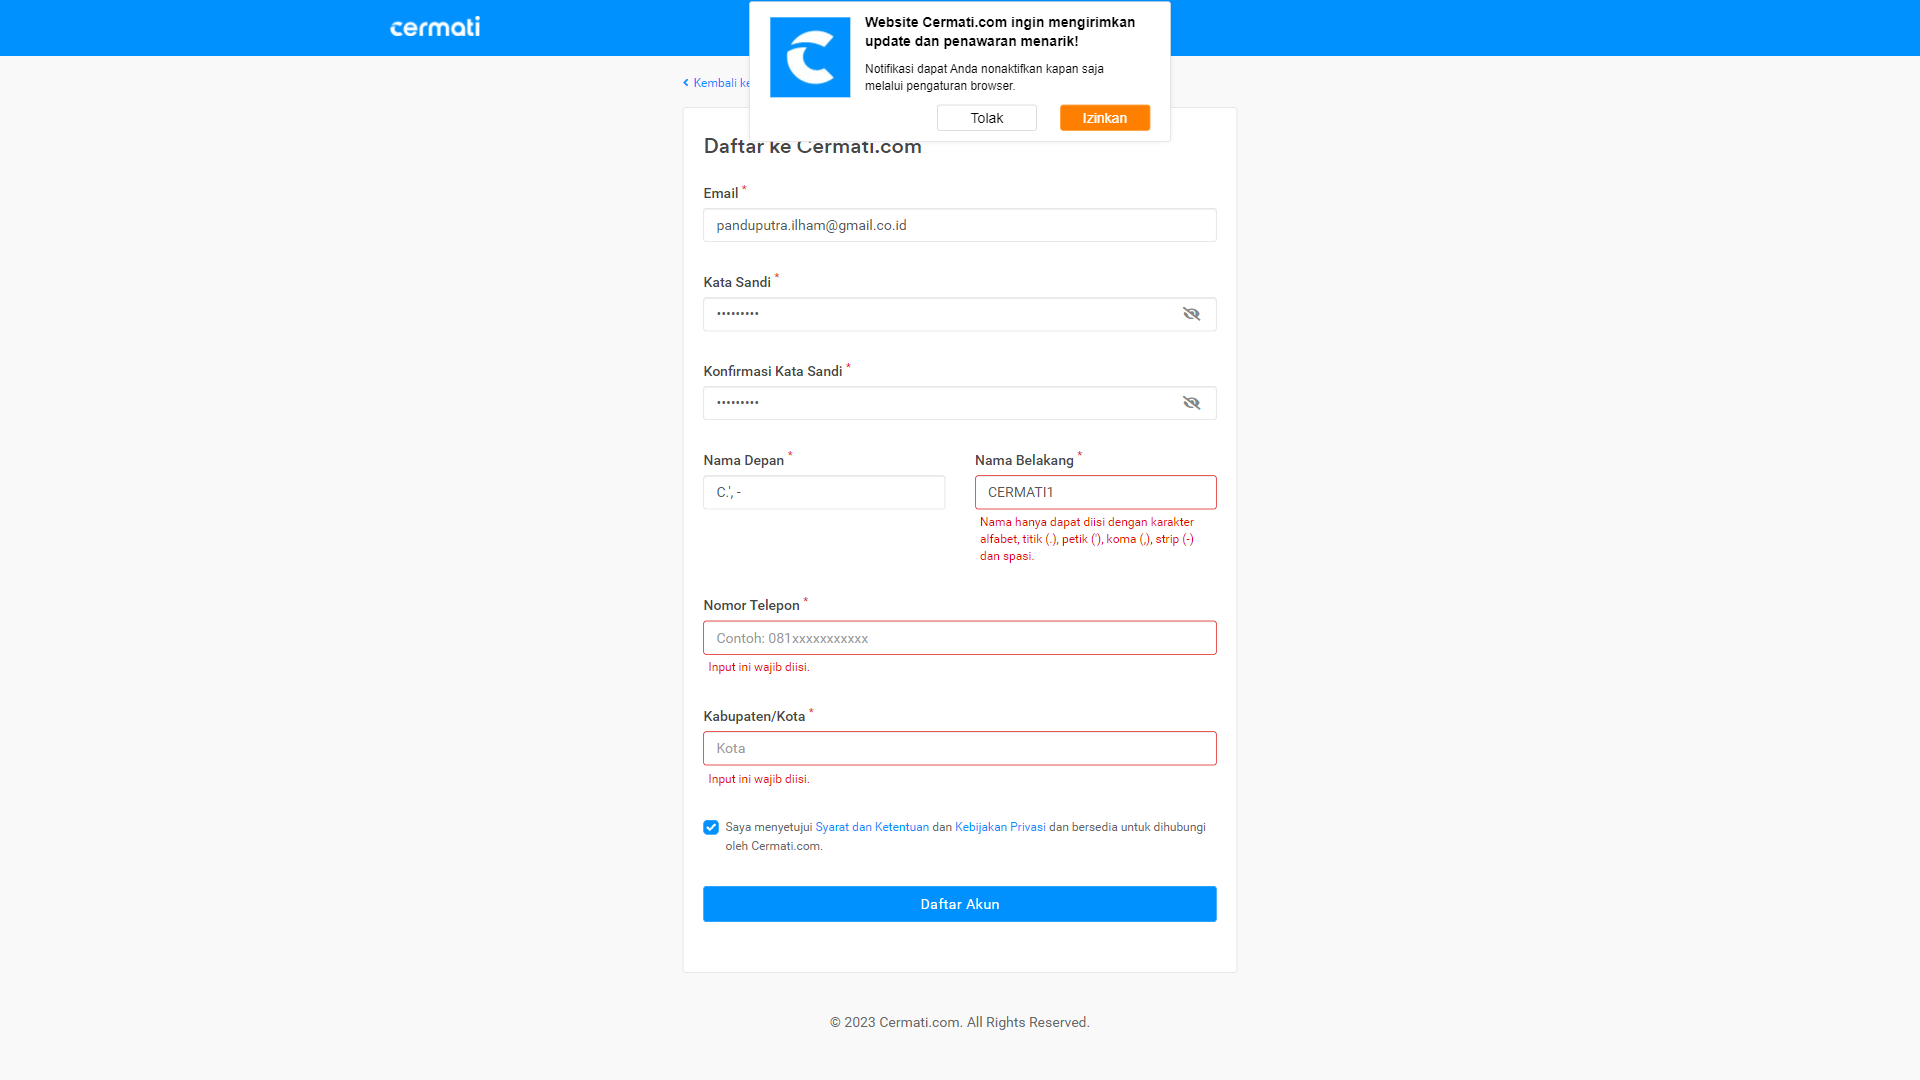 cermati
Website Cermati.com ingin mengirimkan
update dan penawaran menarik!
Notifikasi dapat Anda nonaktifkan kapan saja
melalui pengaturan browser.
Tolak
Izinkan
Kembali ke
Daftar ke Cermati.com
Email *
panduputra.ilham@gmail.co.id
Kata Sandi *
•••••••••
Konfirmasi Kata Sandi *
•••••••••
Nama Depan *
Nama Belakang *
C.', -
CERMATI1
Nama hanya dapat diisi dengan karakter
alfabet, titik (.), petik ('), koma (,), strip (-)
dan spasi.
Nomor Telepon *
Contoh: 081xxxxxxxxxxx
Input ini wajib diisi.
Kabupaten/Kota *
Kota
Input ini wajib diisi.
Saya menyetujui Syarat dan Ketentuan dan Kebijakan Privasi dan bersedia untuk dihubungi
oleh Cermati.com.
Daftar Akun
© 2023 Cermati.com. All Rights Reserved.